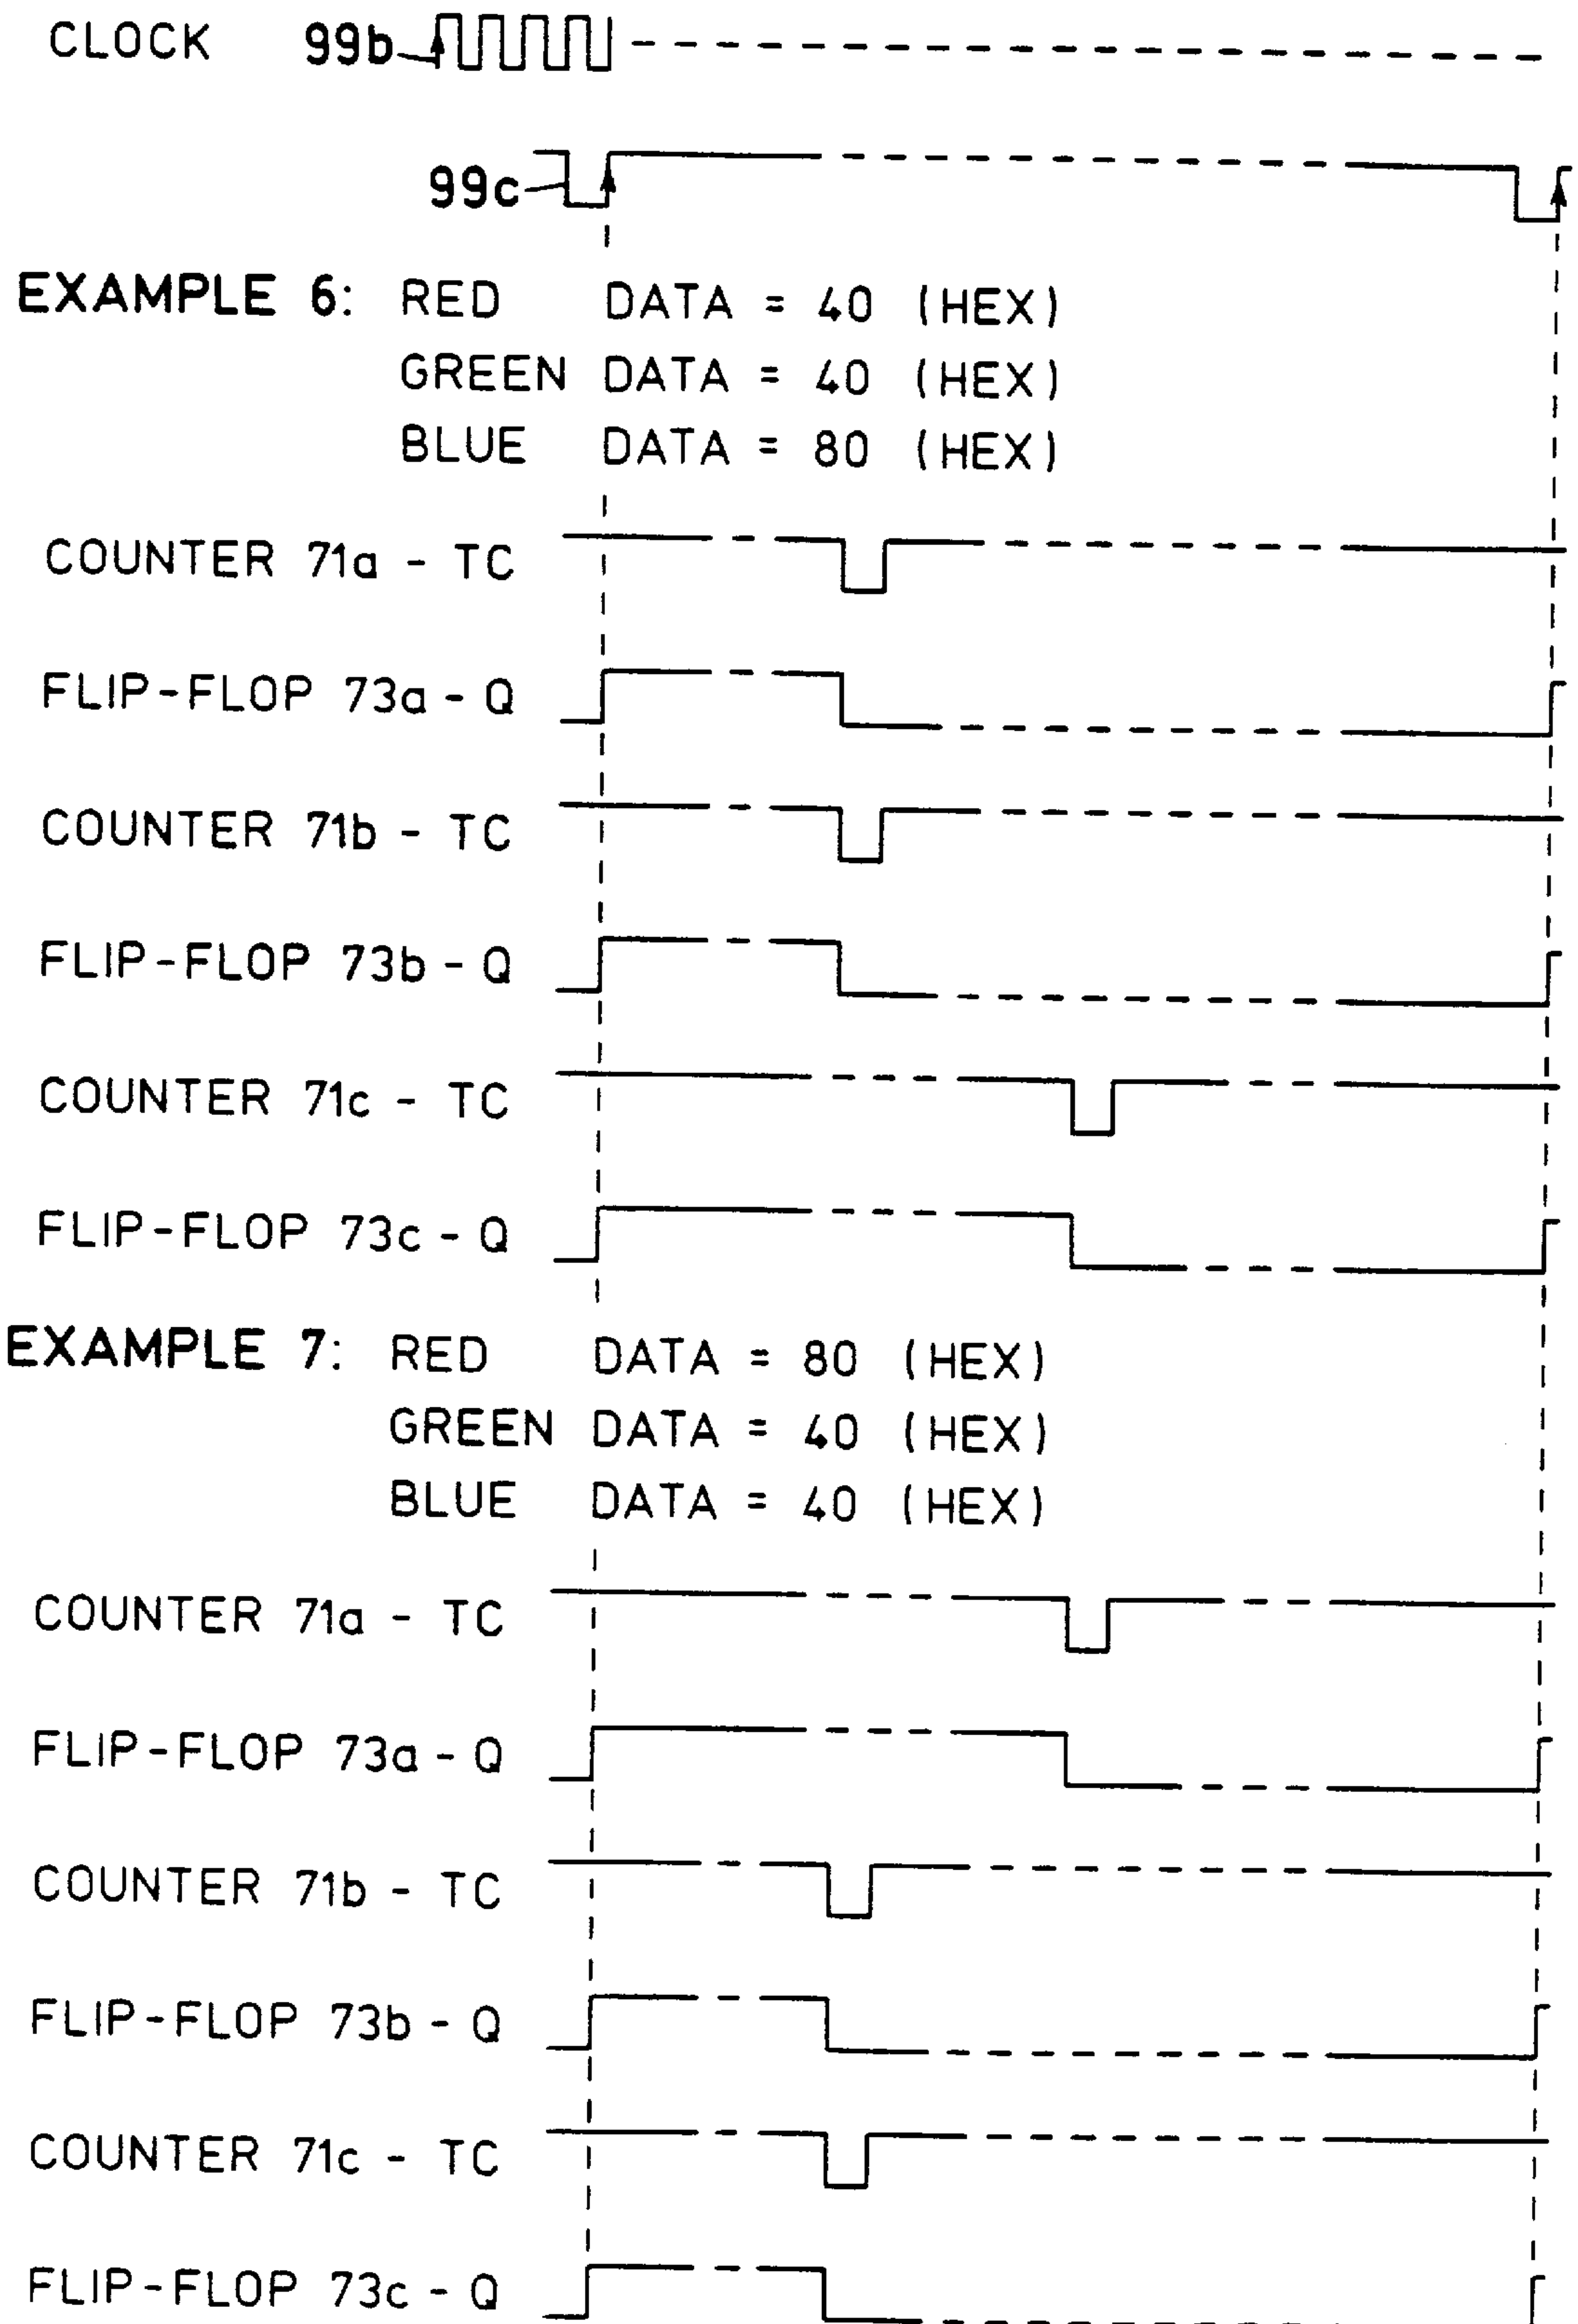 CLOCK 99b
99c
EXAMPLE 6: RED DATA = 40 (HEX)
GREEN DATA = 40 (HEX)
BLUE DATA = 80 (HEX)
COUNTER 71a - TC
FLIP-FLOP 73a - Q
COUNTER 71b - TC
FLIP-FLOP 73b - Q
COUNTER 71c - TC
FLIP-FLOP 73c - Q
EXAMPLE 7: RED DATA = 80 (HEX)
GREEN DATA = 40 (HEX)
BLUE DATA = 40 (HEX)
COUNTER 71a - TC
FLIP-FLOP 73a - Q
COUNTER 71b - TC
FLIP-FLOP 73b - Q
COUNTER 71c - TC
FLIP-FLOP 73c - Q